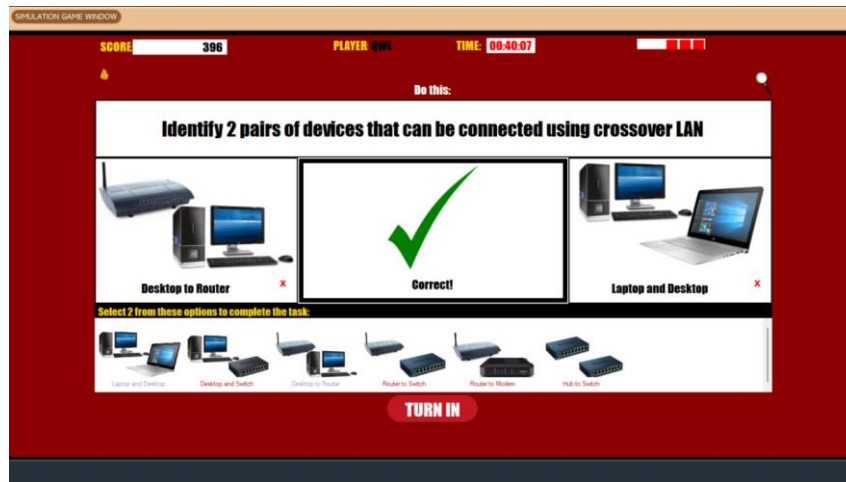 SIMULATION GAME WINDOW
SCORE: 396 PLAYER: QWE TIME: 00:40:07
Do this:
Identify 2 pairs of devices that can be connected using crossover LAN
Desktop to Router x
Correct!
Laptop and Desktop x
Select 2 from these options to complete the task:
Laptop and Desktop Desktop and Switch Desktop to Router Router to Switch Router to Modem Hub to Switch
TURN IN